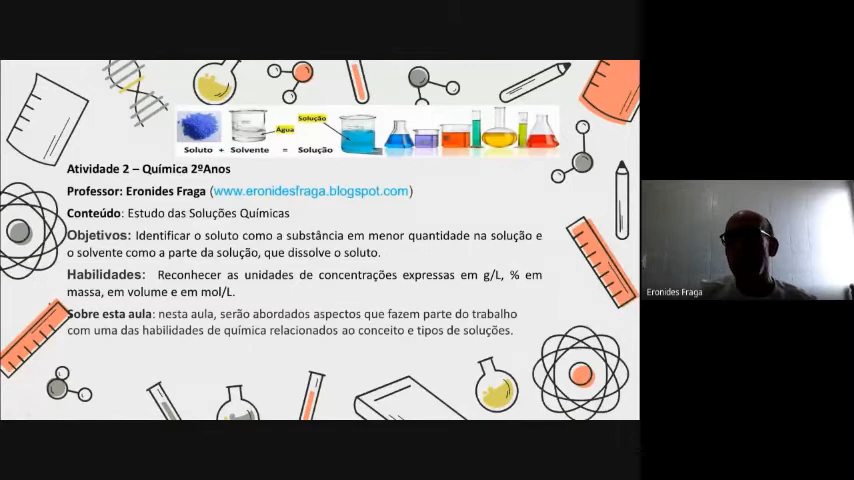 Solução
Água
Soluto + Solvente = Solução
Atividade 2 – Química 2ºAnos
Professor: Eronides Fraga (www.eronidesfraga.blogspot.com)
Conteúdo: Estudo das Soluções Químicas
Objetivos: Identificar o soluto como a substância em menor quantidade na solução e
o solvente como a parte da solução, que dissolve o soluto.
Habilidades: Reconhecer as unidades de concentrações expressas em g/L, % em
massa, em volume e em mol/L.
Sobre esta aula: nesta aula, serão abordados aspectos que fazem parte do trabalho
com uma das habilidades de química relacionados ao conceito e tipos de soluções.
Eronides Fraga